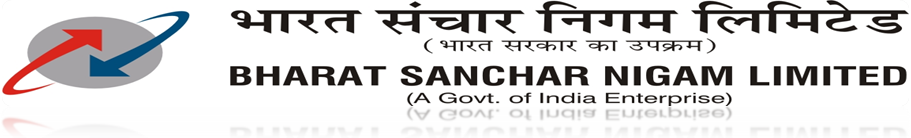 भारत संचार निगम लिमिटेड
(भारत सरकार का उपक्रम)
BHARAT SANCHAR NIGAM LIMITED
(A Govt. of India Enterprise)